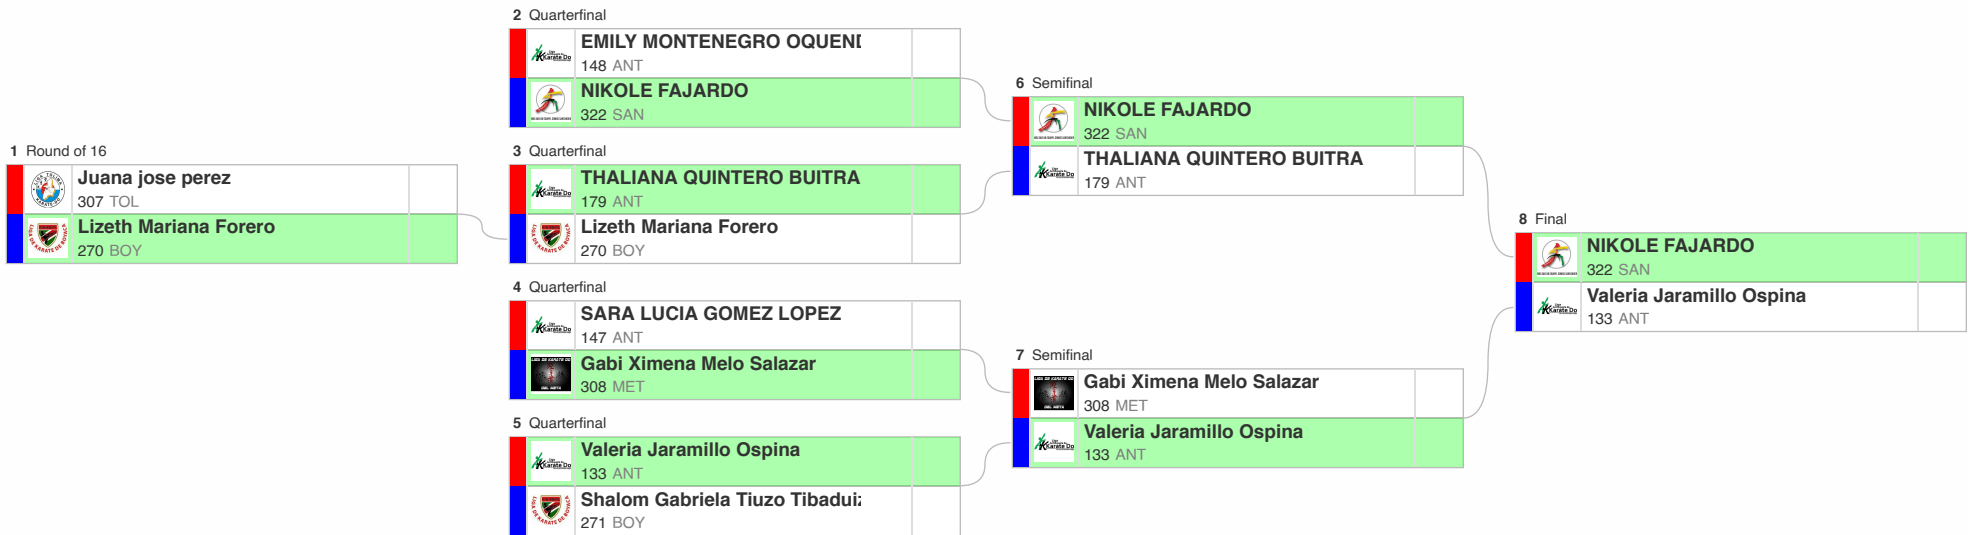 1 Round of 16
Juana jose perez
307 TOL
Lizeth Mariana Forero
270 BOY
2 Quarterfinal
EMILY MONTENEGRO OQUEND
148 ANT
NIKOLE FAJARDO
322 SAN
3 Quarterfinal
THALIANA QUINTERO BUITRA
179 ANT
Lizeth Mariana Forero
270 BOY
4 Quarterfinal
SARA LUCIA GOMEZ LOPEZ
147 ANT
Gabi Ximena Melo Salazar
308 MET
5 Quarterfinal
Valeria Jaramillo Ospina
133 ANT
Shalom Gabriela Tiuzo Tibaduiz
271 BOY
6 Semifinal
NIKOLE FAJARDO
322 SAN
THALIANA QUINTERO BUITRA
179 ANT
7 Semifinal
Gabi Ximena Melo Salazar
308 MET
Valeria Jaramillo Ospina
133 ANT
8 Final
NIKOLE FAJARDO
322 SAN
Valeria Jaramillo Ospina
133 ANT